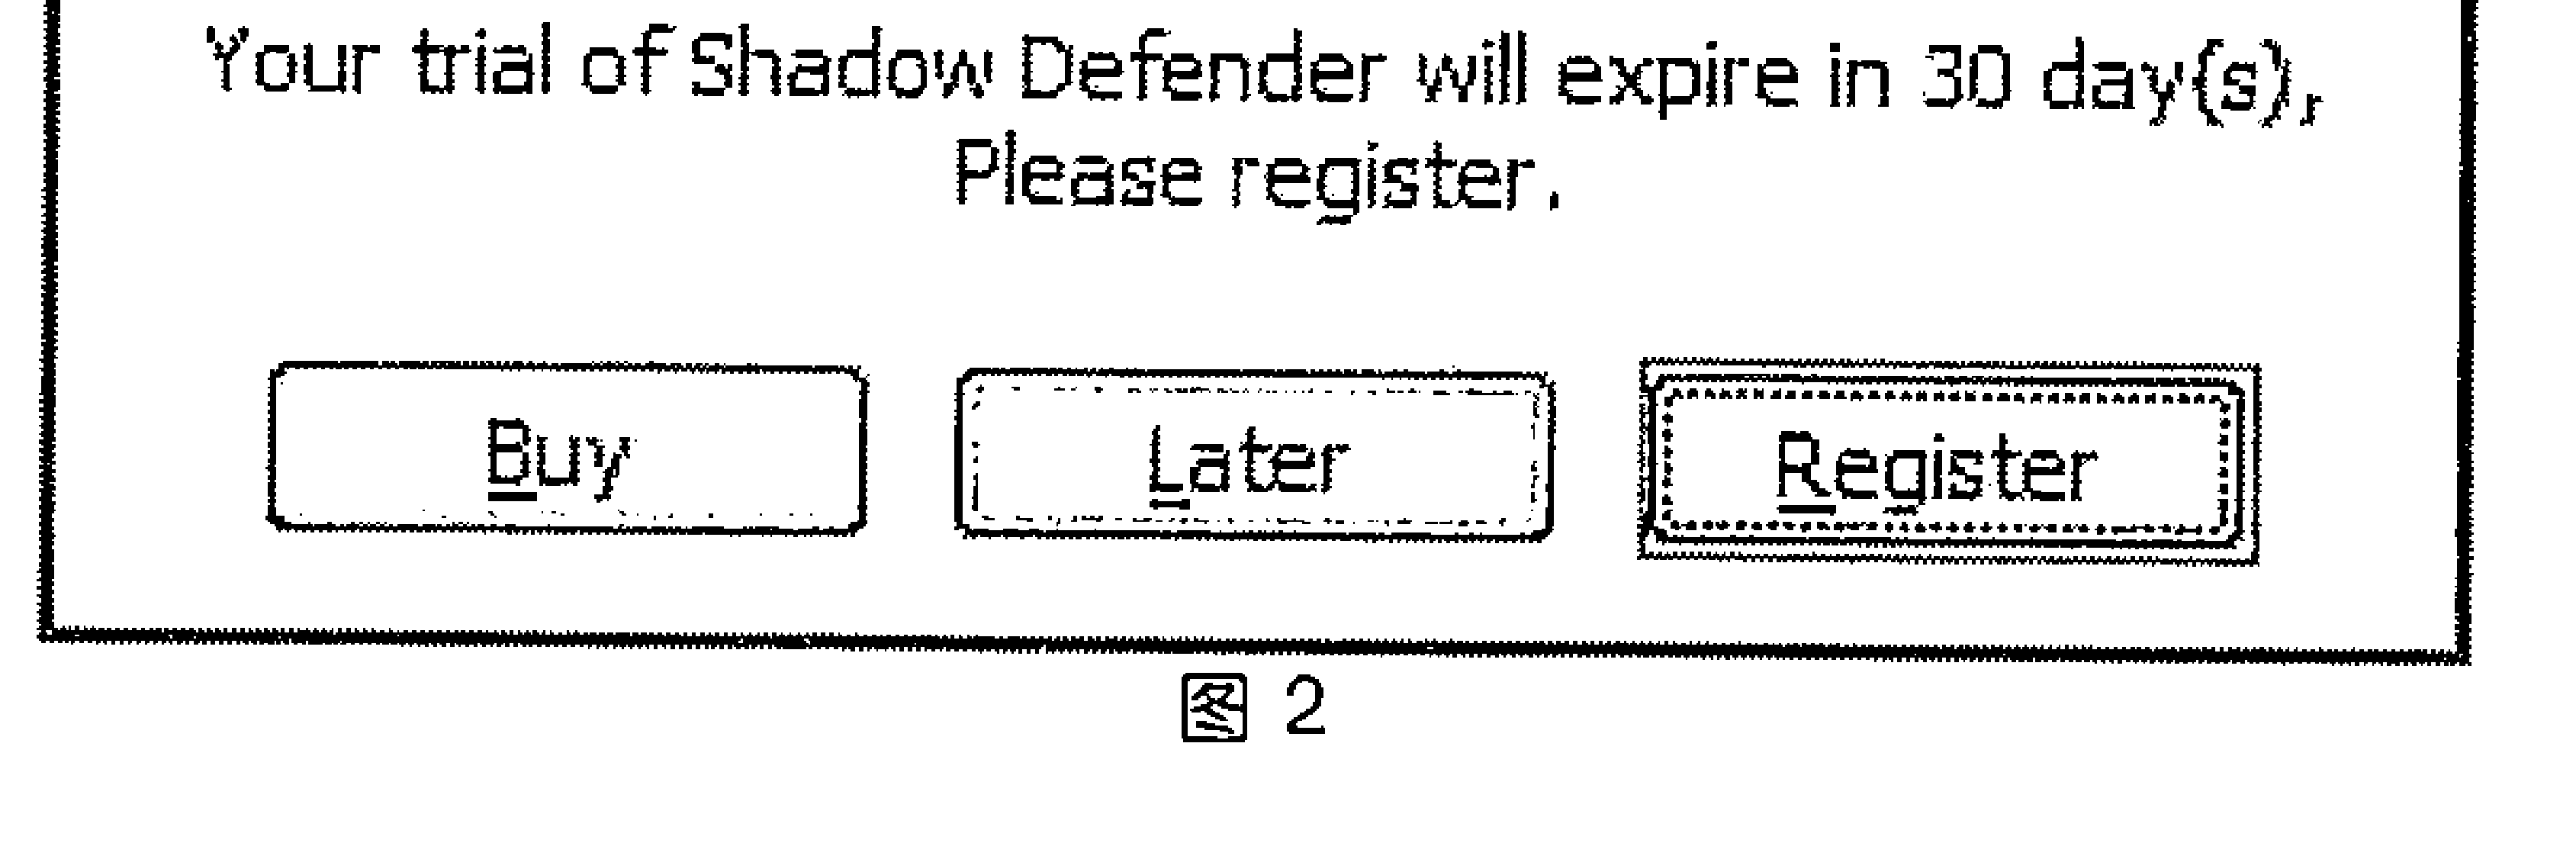 Your trial of Shadow Defender will expire in 30 day(s),
Please register.
Buy Later Register
图 2